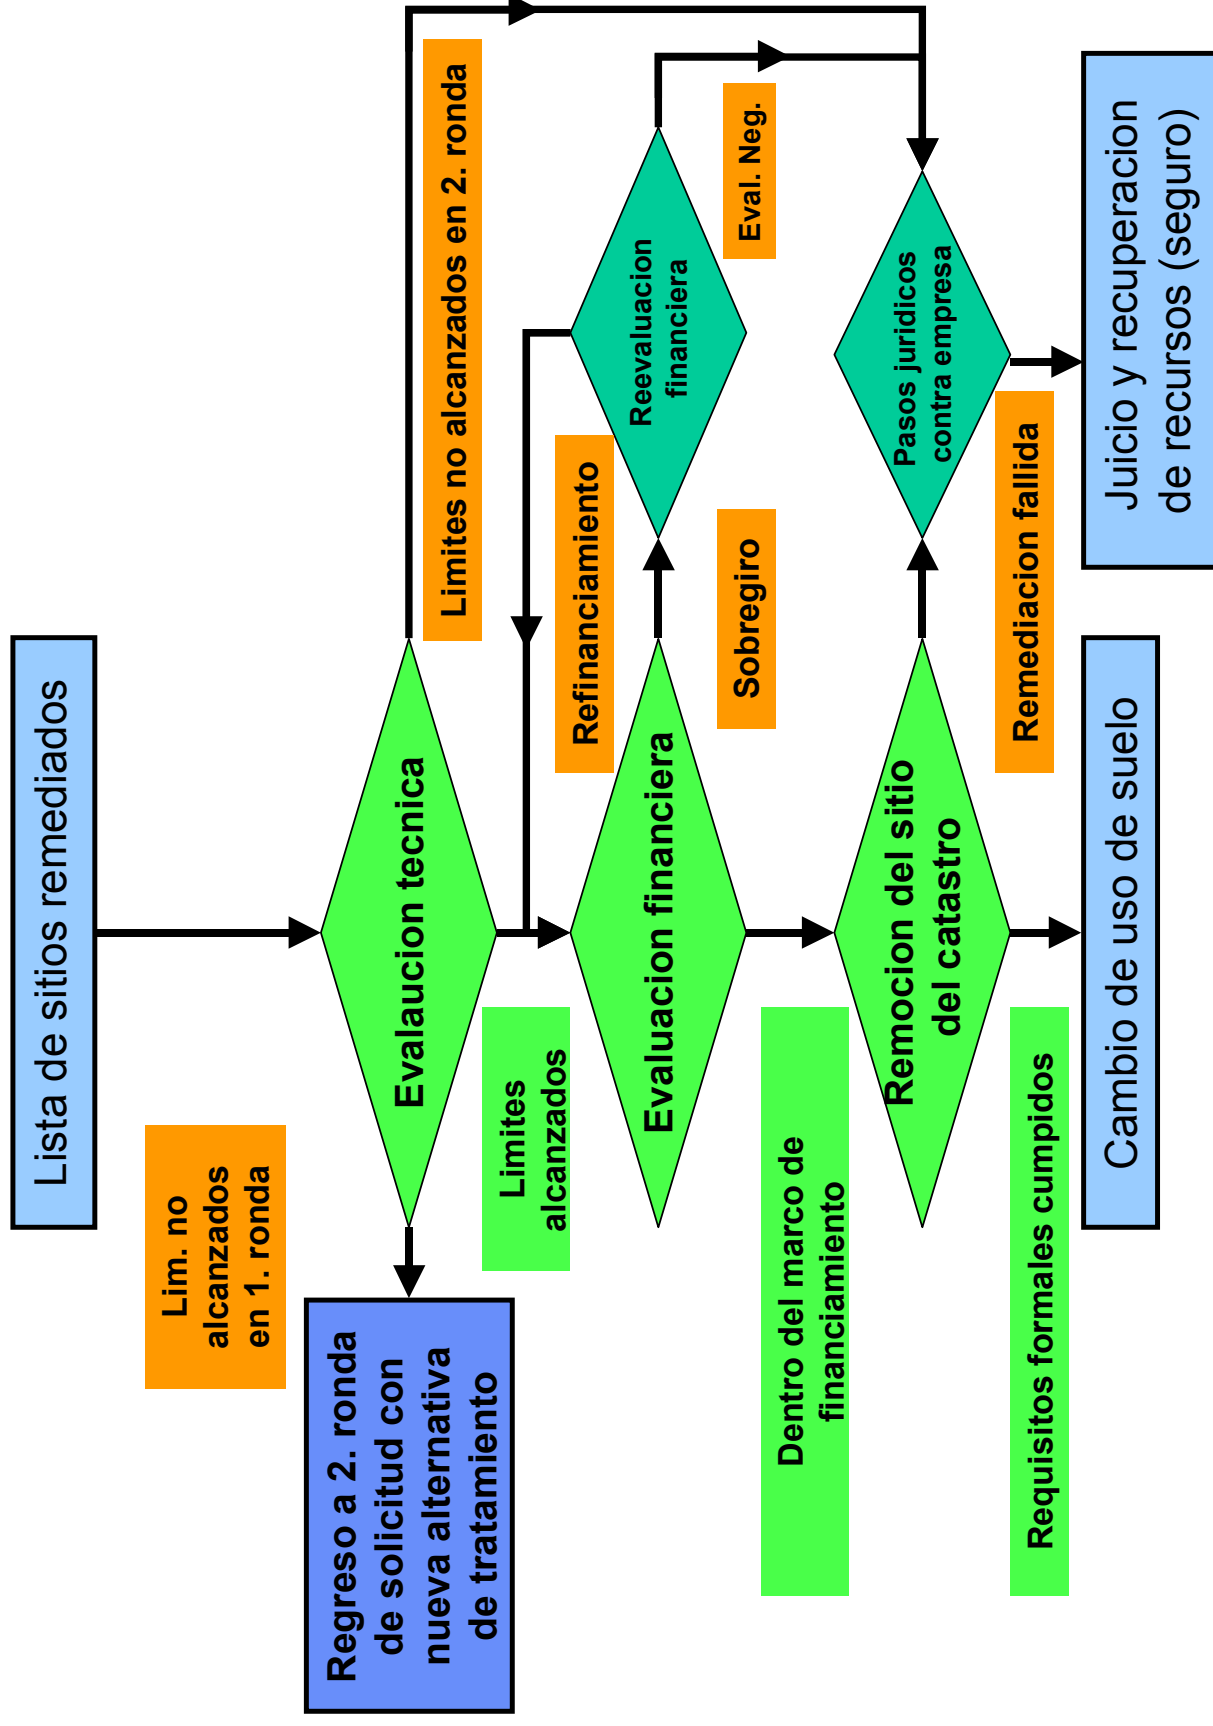 Lista de sitios remediados
Lim. no
alcanzados
en 1. ronda
Regreso a 2. ronda
de solicitud con
nueva alternativa
de tratamiento
Evalaucion tecnica
Limites no alcanzados en 2. ronda
Limites
alcanzados
Refinanciamiento
Evaluacion financiera
Reevaluacion
financiera
Sobregiro
Eval. Neg.
Dentro del marco de
financiamiento
Remocion del sitio
del catastro
Pasos juridicos
contra empresa
Requisitos formales cumpidos
Remediacion fallida
Cambio de uso de suelo
Juicio y recuperacion
de recursos (seguro)